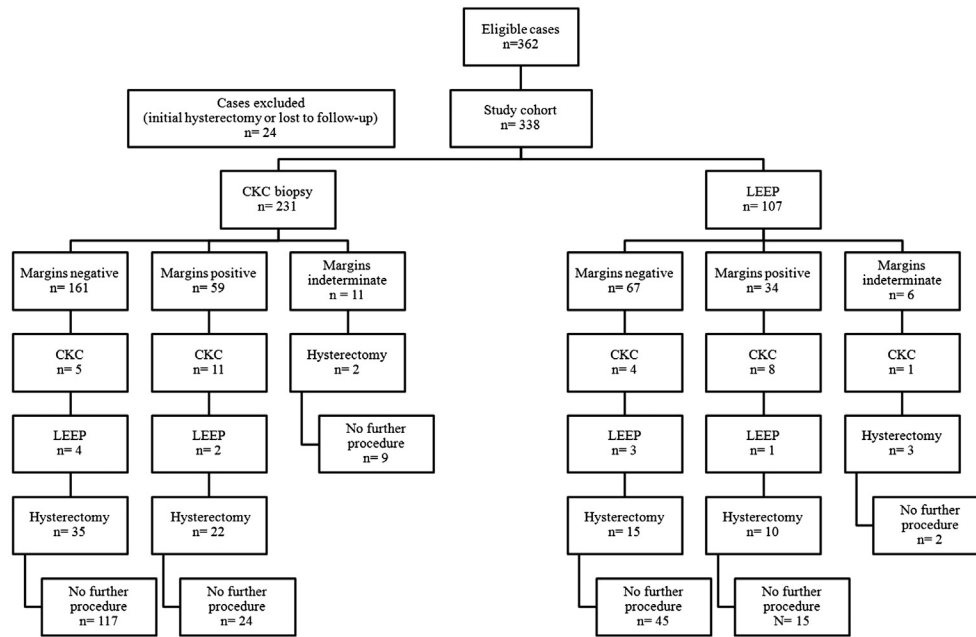 Eligible cases
n=362
Cases excluded
(initial hysterectomy or lost to follow-up)
n= 24
Study cohort
n= 338
CKC biopsy
n= 231
LEEP
n= 107
Margins negative
n= 161
Margins positive
n= 59
Margins
indeterminate
n = 11
Margins negative
n= 67
Margins positive
n= 34
Margins
indeterminate
n= 6
CKC
n= 5
CKC
n= 11
Hysterectomy
n= 2
CKC
n= 4
CKC
n= 8
CKC
n= 1
LEEP
n= 4
LEEP
n= 2
No further
procedure
n= 9
LEEP
n= 3
LEEP
n= 1
Hysterectomy
n= 3
Hysterectomy
n= 35
Hysterectomy
n= 22
Hysterectomy
n= 15
Hysterectomy
n= 10
No further
procedure
n= 2
No further
procedure
n= 117
No further
procedure
n= 24
No further
procedure
n= 45
No further
procedure
N= 15